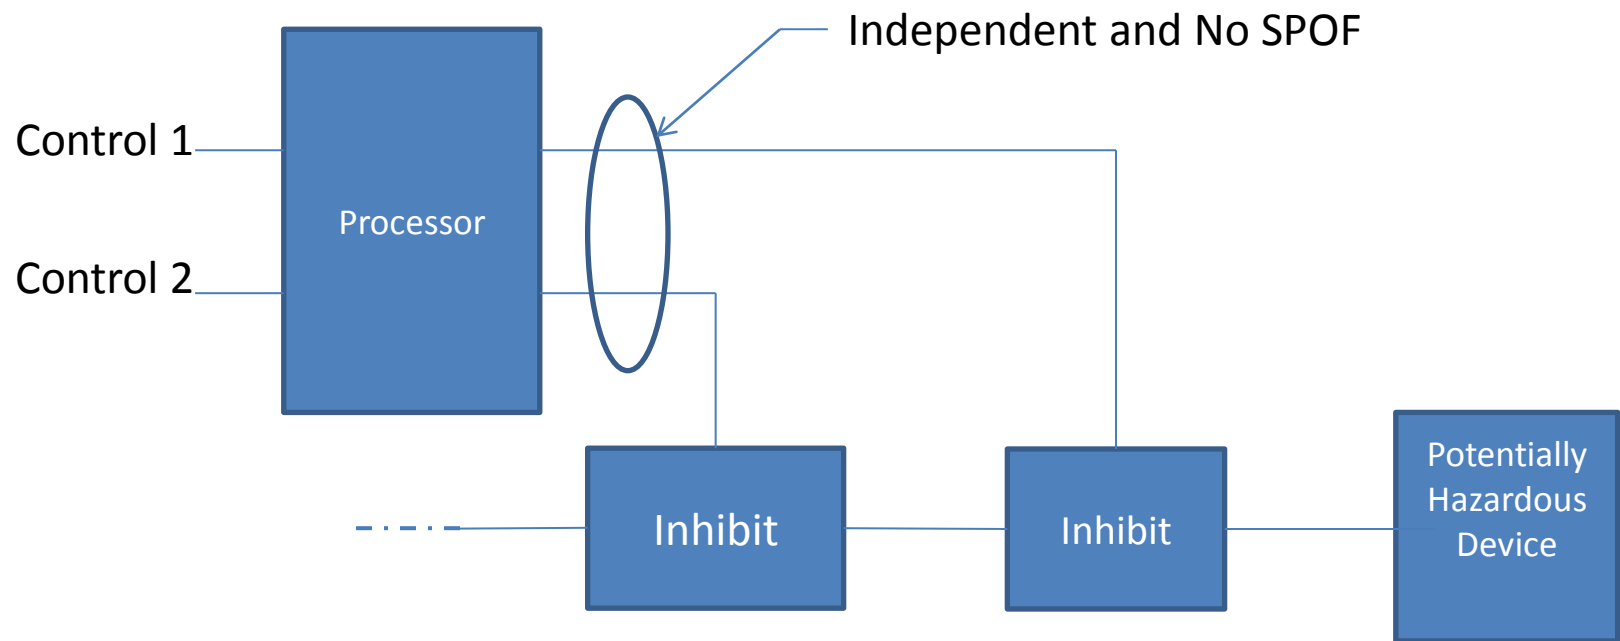 Independent and No SPOF
Control 1
Processor
Control 2
Inhibit
Inhibit
Potentially
Hazardous
Device